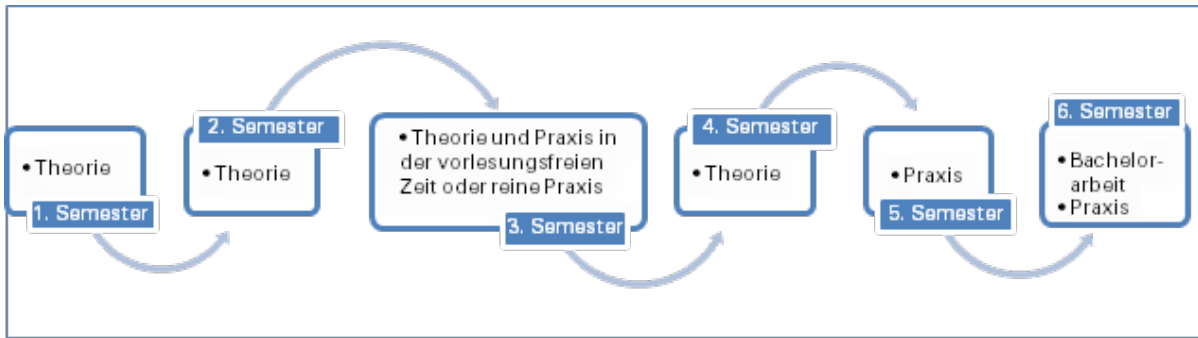 • Theorie
1. Semester
2. Semester
• Theorie
• Theorie und Praxis in
der vorlesungsfreien
Zeit oder reine Praxis
3. Semester
4. Semester
• Theorie
• Praxis
5. Semester
6. Semester
• Bachelor-
arbeit
• Praxis